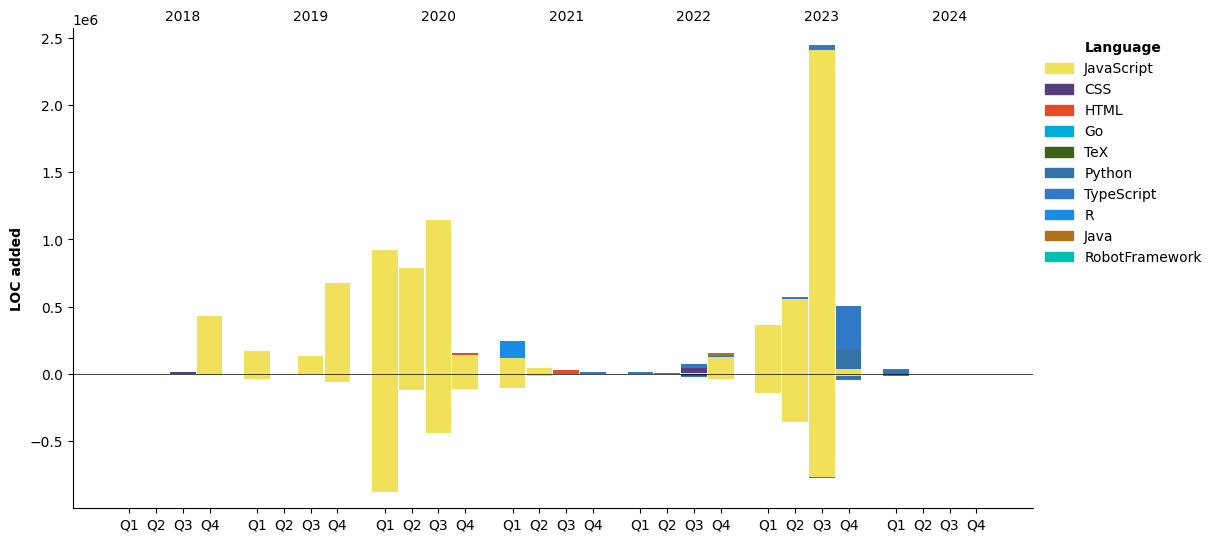 1e6
2018 2019 2020 2021 2022 2023 2024
2.5
2.0
1.5
1.0
0.5
0.0
−0.5
LOC added
Q1 Q2 Q3 Q4 Q1 Q2 Q3 Q4 Q1 Q2 Q3 Q4 Q1 Q2 Q3 Q4 Q1 Q2 Q3 Q4 Q1 Q2 Q3 Q4 Q1 Q2 Q3 Q4
Language
JavaScript
CSS
HTML
Go
TeX
Python
TypeScript
R
Java
RobotFramework